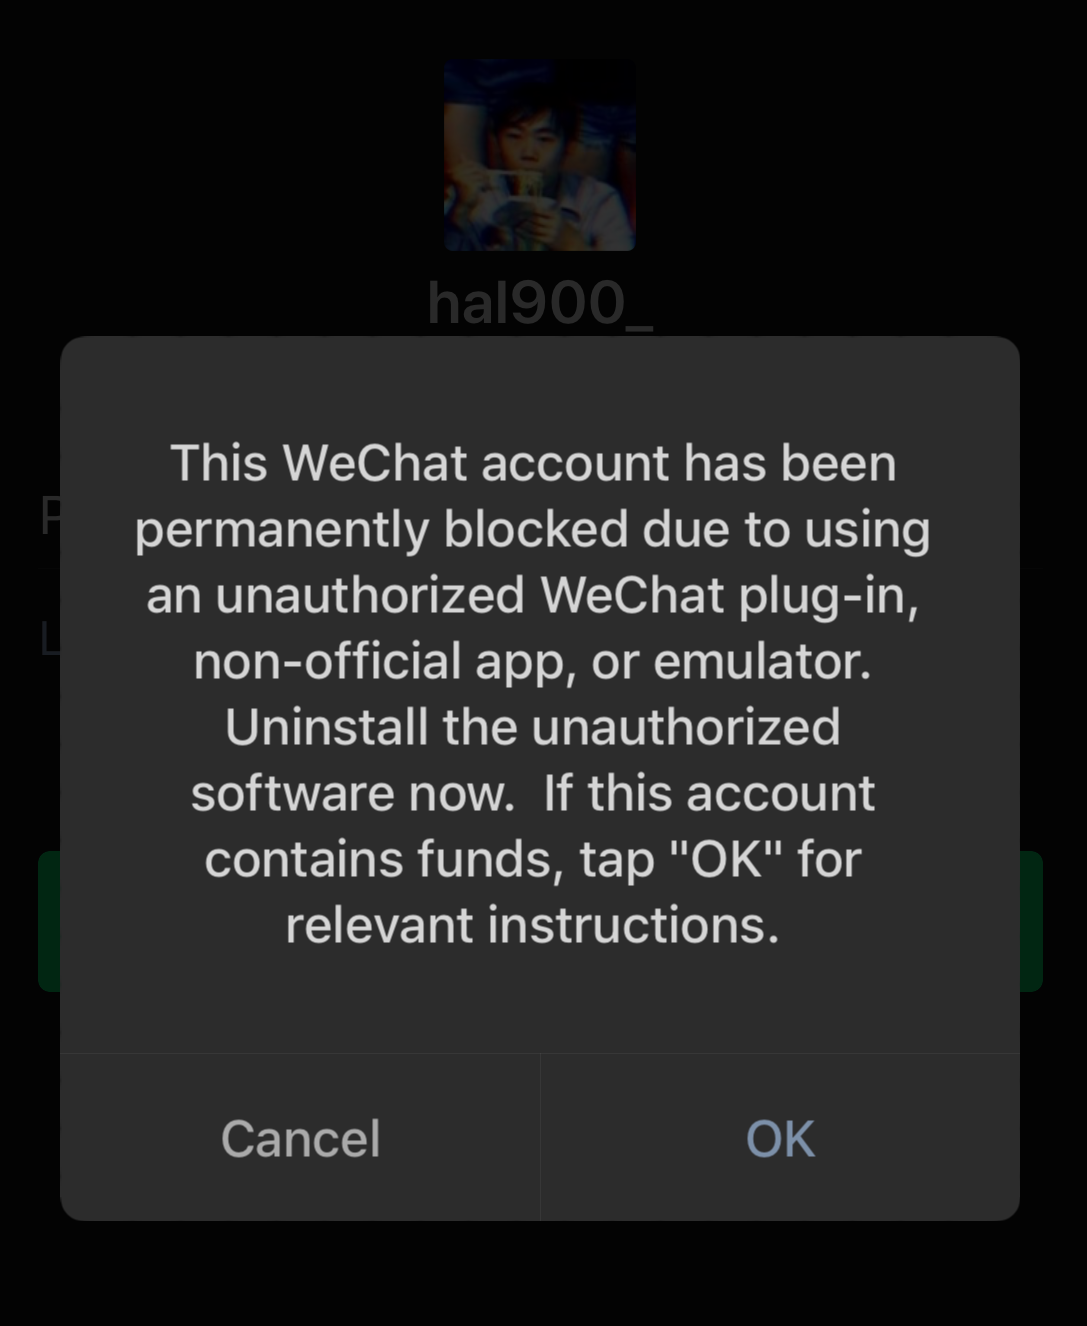 hal900_
This WeChat account has been
permanently blocked due to using
an unauthorized WeChat plug-in,
non-official app, or emulator.
Uninstall the unauthorized
software now.  If this account
contains funds, tap "OK" for
relevant instructions.
Cancel
OK